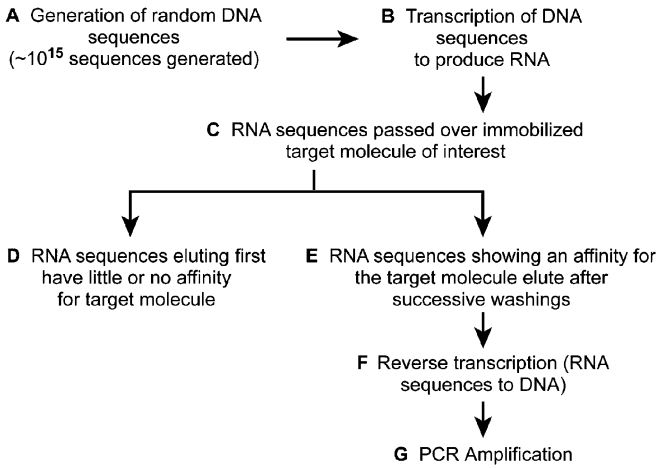 A Generation of random DNA
sequences
(~10¹⁵ sequences generated)
B Transcription of DNA
sequences
to produce RNA
C RNA sequences passed over immobilized
target molecule of interest
D RNA sequences eluting first
have little or no affinity
for target molecule
E RNA sequences showing an affinity for
the target molecule elute after
successive washings
F Reverse transcription (RNA
sequences to DNA)
G PCR Amplification